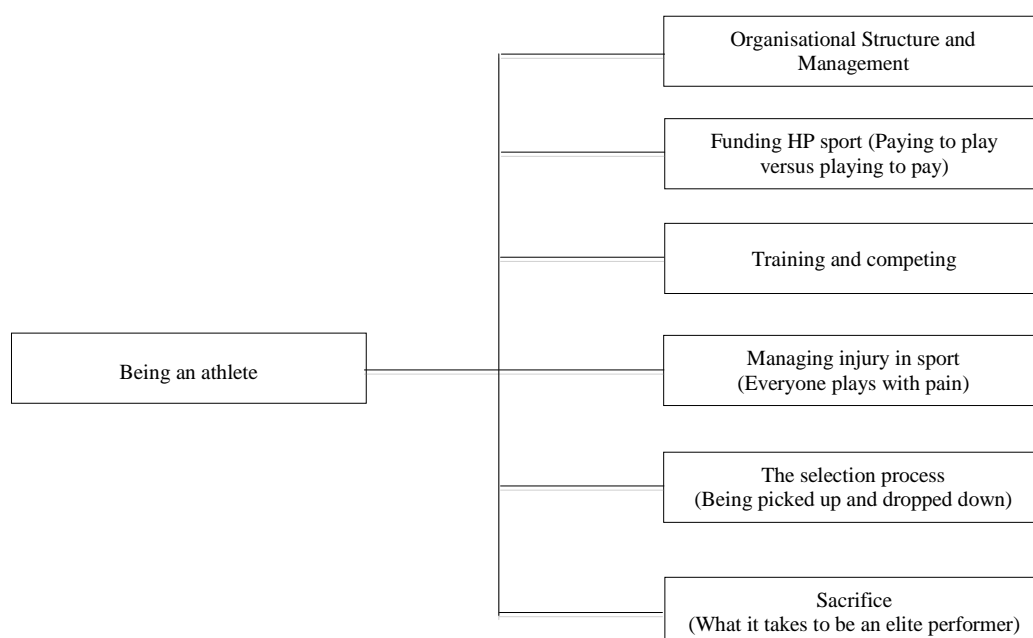 Organisational Structure and
Management
Funding HP sport (Paying to play
versus playing to pay)
Training and competing
Being an athlete
Managing injury in sport
(Everyone plays with pain)
The selection process
(Being picked up and dropped down)
Sacrifice
(What it takes to be an elite performer)